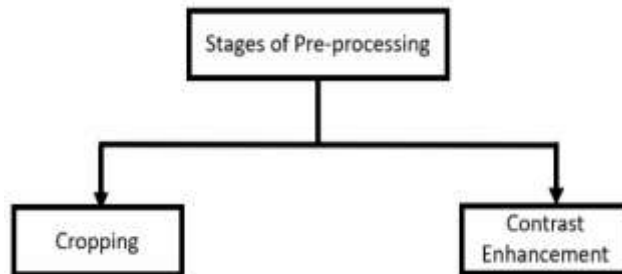 Stages of Pre-processing
Cropping
Contrast
Enhancement